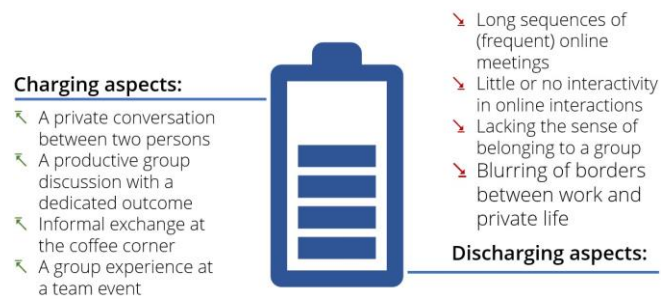 Charging aspects:
A private conversation
between two persons
A productive group
discussion with a
dedicated outcome
Informal exchange at
the coffee corner
A group experience at
a team event
Long sequences of
(frequent) online
meetings
Little or no interactivity
in online interactions
Lacking the sense of
belonging to a group
Blurring of borders
between work and
private life
Discharging aspects: